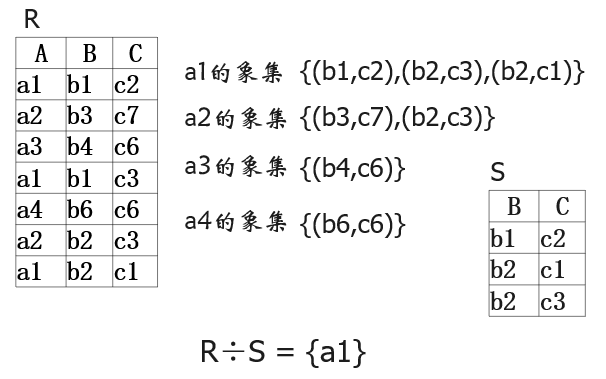 R
A B C
a1 b1 c2
a2 b3 c7
a3 b4 c6
a1 b1 c3
a4 b6 c6
a2 b2 c3
a1 b2 c1
a1的象集 {(b1,c2),(b2,c3),(b2,c1)}
a2的象集 {(b3,c7),(b2,c3)}
a3的象集 {(b4,c6)}
a4的象集 {(b6,c6)}
S
B C
b1 c2
b2 c1
b2 c3
R÷S = {a1}